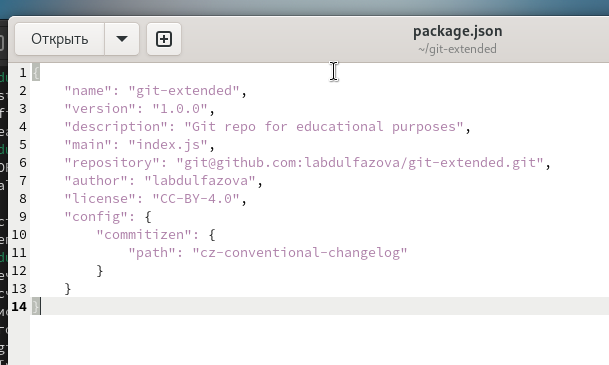 Открыть
package.json
~/git-extended
1 {
2     "name": "git-extended",
3     "version": "1.0.0",
4     "description": "Git repo for educational purposes",
5     "main": "index.js",
6     "repository": "git@github.com:labdulfazova/git-extended.git",
7     "author": "labdulfazova",
8     "license": "CC-BY-4.0",
9     "config": {
10         "commitizen": {
11             "path": "cz-conventional-changelog"
12         }
13     }
14 }